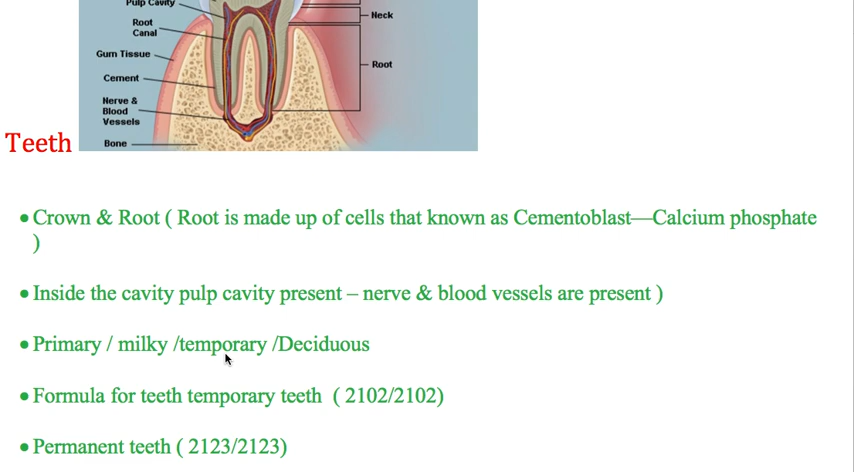 Pulp Cavity
Neck
Root
Canal
Gum Tissue
Root
Cement
Nerve &
Blood
Vessels
Bone
Teeth
• Crown & Root ( Root is made up of cells that known as Cementoblast—Calcium phosphate
)
• Inside the cavity pulp cavity present – nerve & blood vessels are present )
• Primary / milky /temporary /Deciduous
• Formula for teeth temporary teeth ( 2102/2102)
• Permanent teeth ( 2123/2123)